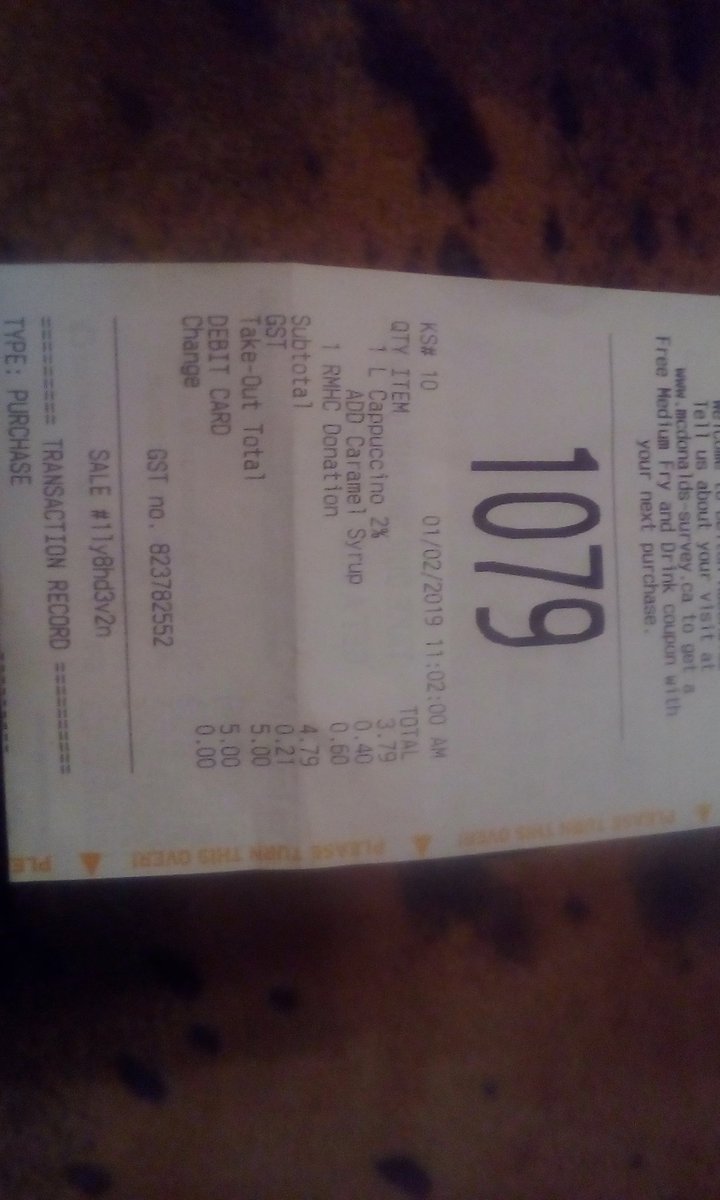 Tell us about your visit at
www.mcdonalds-survey.ca to get a
Free Medium Fry and Drink coupon with
your next purchase.
1079
KS# 10 01/02/2019 11:02:00 AM
QTY ITEM TOTAL
1 L Cappuccino 2% 3.79
ADD Caramel Syrup 0.40
1 RMHC Donation 0.60
Subtotal 4.79
GST 0.21
Take-Out Total 5.00
DEBIT CARD 5.00
Change 0.00
GST no. 823782552
SALE #1ly8hd3v2n
========== TRANSACTION RECORD ==========
TYPE: PURCHASE
PLEASE TURN THIS OVER!
PLEASE TURN THIS OVER!
PLE